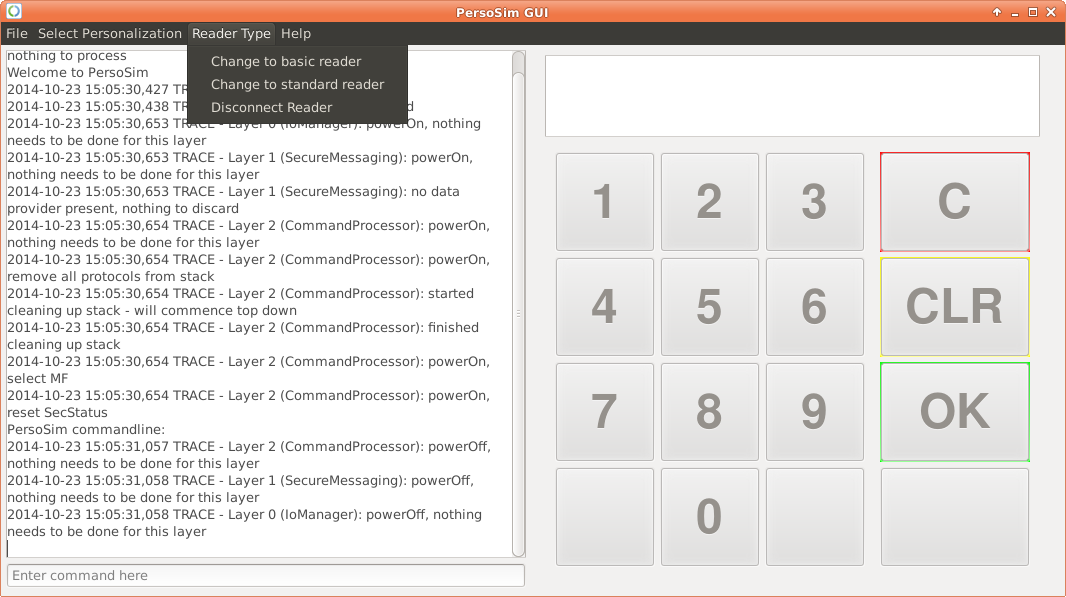 PersoSim GUI
File Select Personalization Reader Type Help
Change to basic reader
Change to standard reader
Disconnect Reader
nothing to process
Welcome to PersoSim
2014-10-23 15:05:30,427
2014-10-23 15:05:30,438
2014-10-23 15:05:30,653 TRACE - Layer 0 (IoManager): powerOn, nothing
needs to be done for this layer
2014-10-23 15:05:30,653 TRACE - Layer 1 (SecureMessaging): powerOn,
nothing needs to be done for this layer
2014-10-23 15:05:30,653 TRACE - Layer 1 (SecureMessaging): no data
provider present, nothing to discard
2014-10-23 15:05:30,654 TRACE - Layer 2 (CommandProcessor): powerOn,
nothing needs to be done for this layer
2014-10-23 15:05:30,654 TRACE - Layer 2 (CommandProcessor): powerOn,
remove all protocols from stack
2014-10-23 15:05:30,654 TRACE - Layer 2 (CommandProcessor): started
cleaning up stack - will commence top down
2014-10-23 15:05:30,654 TRACE - Layer 2 (CommandProcessor): finished
cleaning up stack
2014-10-23 15:05:30,654 TRACE - Layer 2 (CommandProcessor): powerOn,
select MF
2014-10-23 15:05:30,654 TRACE - Layer 2 (CommandProcessor): powerOn,
reset SecStatus
PersoSim commandline:
2014-10-23 15:05:31,057 TRACE - Layer 2 (CommandProcessor): powerOff,
nothing needs to be done for this layer
2014-10-23 15:05:31,058 TRACE - Layer 1 (SecureMessaging): powerOff,
nothing needs to be done for this layer
2014-10-23 15:05:31,058 TRACE - Layer 0 (IoManager): powerOff, nothing
needs to be done for this layer
Enter command here
1 2 3 C
4 5 6 CLR
7 8 9 OK
0